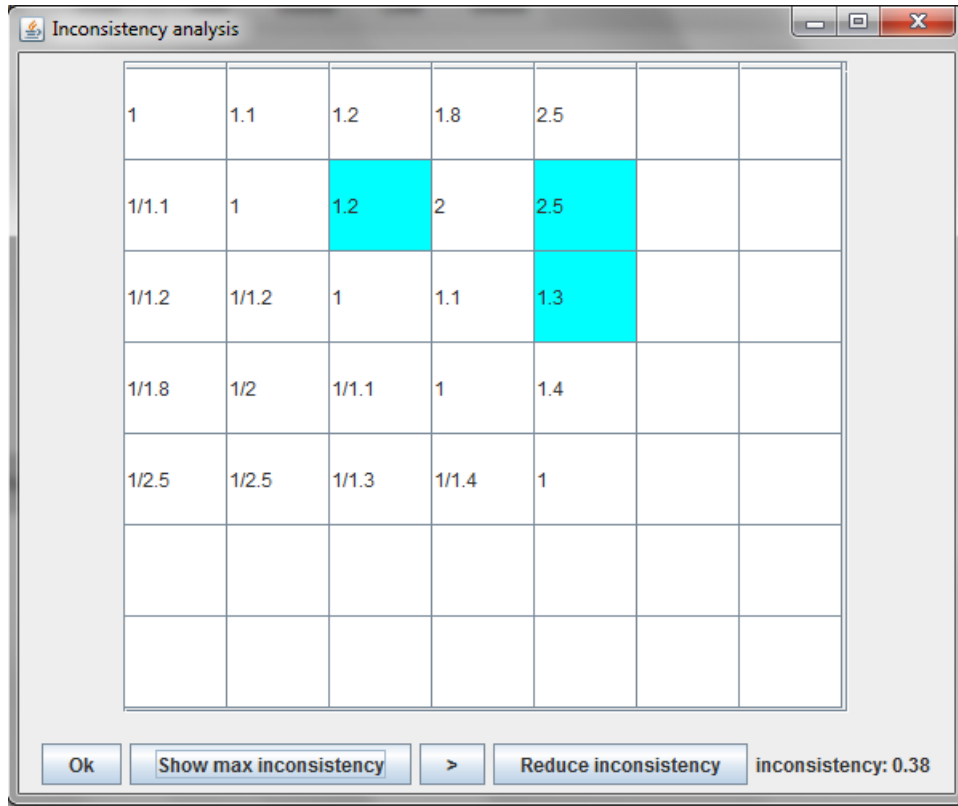 Inconsistency analysis
1 1.1 1.2 1.8 2.5
1/1.1 1 1.2 2 2.5
1/1.2 1/1.2 1 1.1 1.3
1/1.8 1/2 1/1.1 1 1.4
1/2.5 1/2.5 1/1.3 1/1.4 1
Ok Show max inconsistency > Reduce inconsistency inconsistency: 0.38